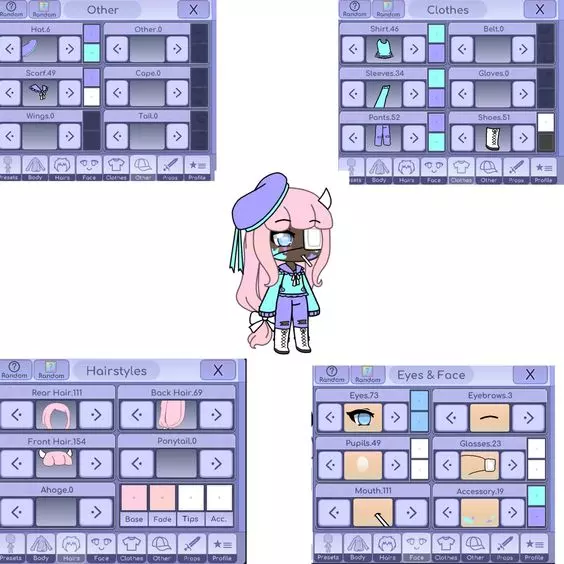 Random Random Other X
Hat.6 Other.0
Scarf.49 Cape.0
Wings.0 Tail.0
Presets Body Hairs Face Clothes Other Props Profile
Random Random Clothes X
Shirt.46 Belt.0
Sleeves.34 Gloves.0
Pants.52 Shoes.51
Presets Body Hairs Face Clothes Other Props Profile
Random Random Hairstyles X
Rear Hair.111 Back Hair.69
Front Hair.154 Ponytail.0
Ahoge.0
Base Fade Tips Acc.
Presets Body Hairs Face Clothes Other Props Profile
Random Random Eyes & Face X
Eyes.73 Eyebrows.3
Pupils.49 Glasses.23
Mouth.111 Accessory.19
Presets Body Hairs Face Clothes Other Props Profile